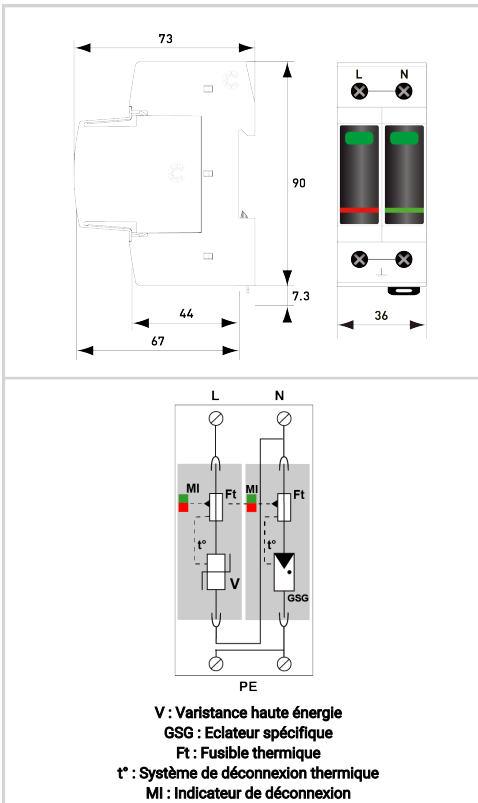 73
L N
90
7.3
44
67
36
L N
MI Ft MI Ft
t° t°
V
GSG
PE
V : Varistance haute énergie
GSG : Eclateur spécifique
Ft : Fusible thermique
t° : Système de déconnexion thermique
MI : Indicateur de déconnexion